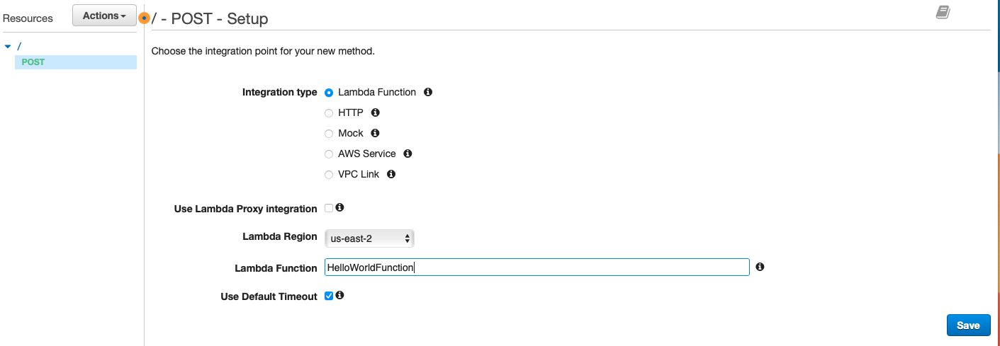 Resources
Actions
/
POST
/ - POST - Setup
Choose the integration point for your new method.
Integration type
Lambda Function
HTTP
Mock
AWS Service
VPC Link
Use Lambda Proxy integration
Lambda Region
us-east-2
Lambda Function
HelloWorldFunction
Use Default Timeout
Save